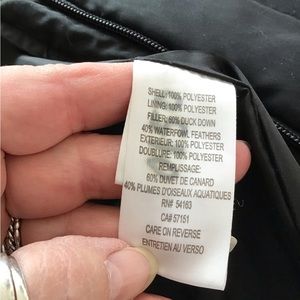 SHELL: 100% POLYESTER
LINING: 100% POLYESTER
FILLER: 60% DUCK DOWN
40% WATERFOWL FEATHERS
EXTERIEUR: 100% POLYESTER
DOUBLURE: 100% POLYESTER
REMPLISSAGE:
60% DUVET DE CANARD
40% PLUMES D'OISEAUX AQUATIQUES
RN# 54163
CA# 57151
CARE ON REVERSE
ENTRETIEN AU VERSO